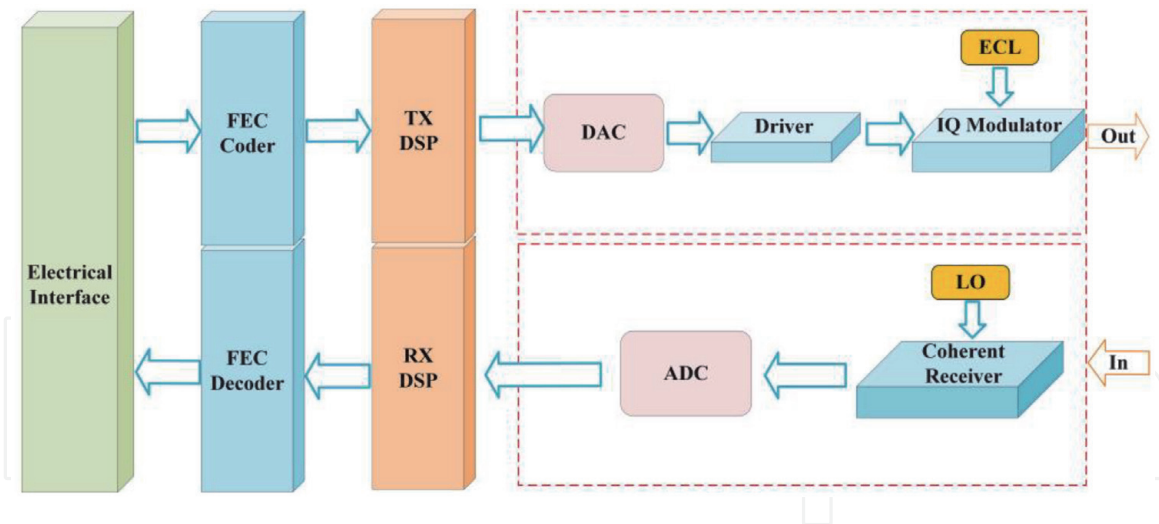 ECL
FEC
Coder
TX
DSP
DAC
Driver
IQ Modulator
Out
Electrical
Interface
FEC
Decoder
RX
DSP
ADC
LO
Coherent
Receiver
In